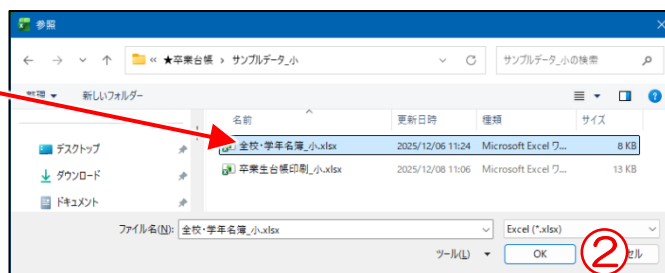 参照
« ★卒業台帳 › サンプルデータ_小
サンプルデータ_小の検索
整理 新しいフォルダー
名前 更新日時 種類 サイズ
デスクトップ
ダウンロード
ドキュメント
全校・学年名簿_小.xlsx 2025/12/06 11:24 Microsoft Excel ワ... 8 KB
卒業生台帳印刷_小.xlsx 2025/12/08 11:06 Microsoft Excel ワ... 13 KB
ファイル名(N): 全校・学年名簿_小.xlsx Excel (*.xlsx)
ツール(L) OK ②セル